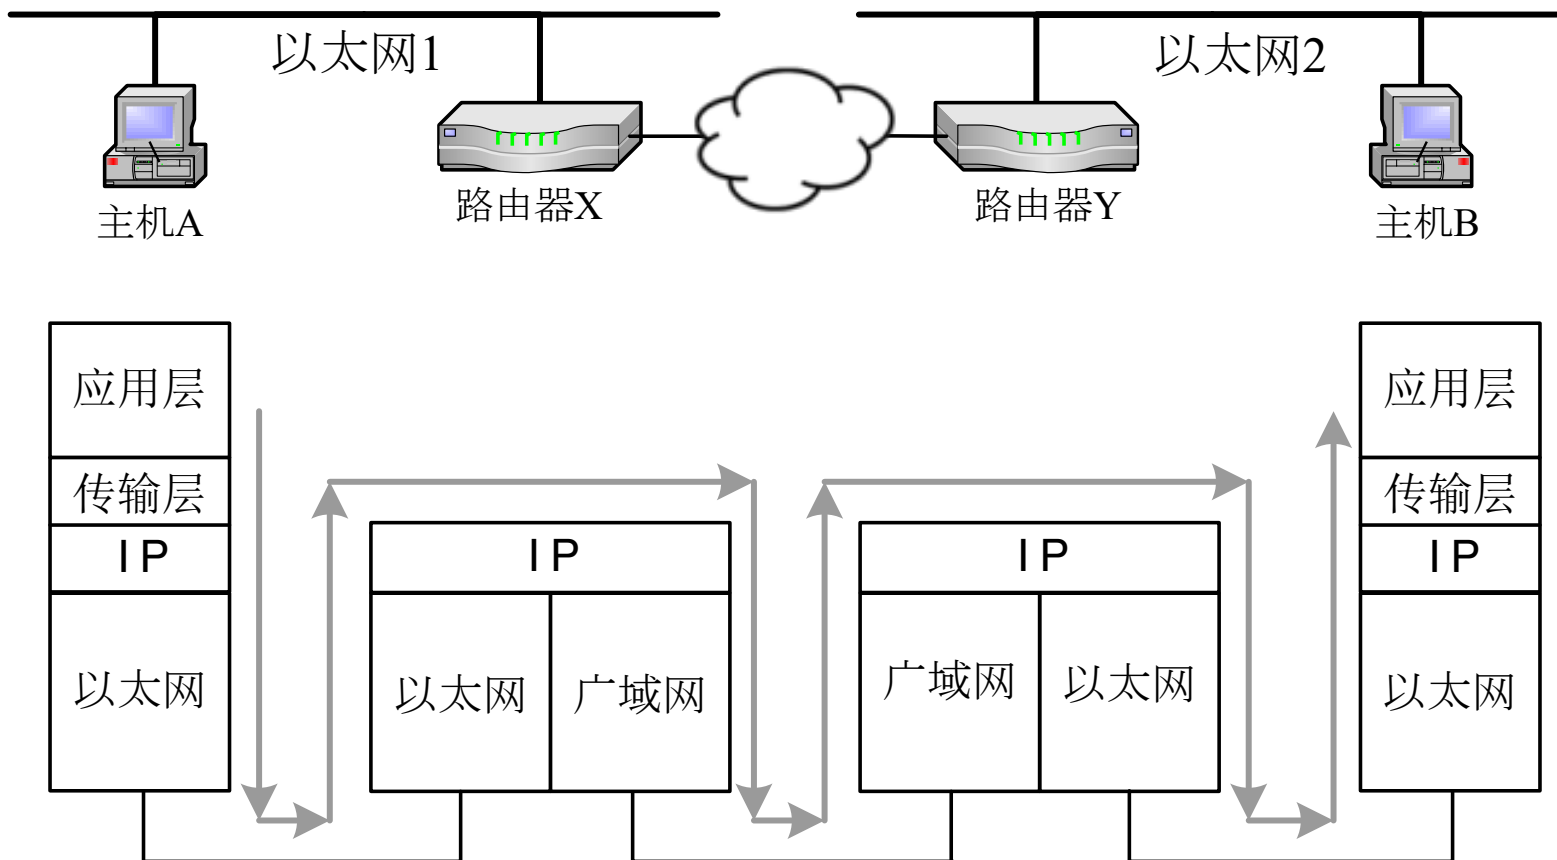 以太网1
以太网2
主机A
路由器X
路由器Y
主机B
应用层
传输层
IP
以太网
IP
以太网
广域网
IP
广域网
以太网
应用层
传输层
IP
以太网